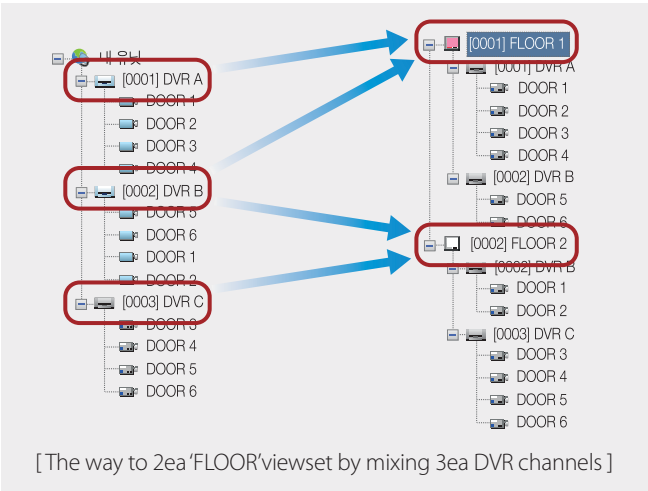 내 유닛
[0001] DVR A
DOOR 1
DOOR 2
DOOR 3
DOOR 4
[0002] DVR B
DOOR 5
DOOR 6
DOOR 1
DOOR 2
[0003] DVR C
DOOR 3
DOOR 4
DOOR 5
DOOR 6
[0001] FLOOR 1
[0001] DVR A
DOOR 1
DOOR 2
DOOR 3
DOOR 4
[0002] DVR B
DOOR 5
DOOR 6
[0002] FLOOR 2
[0002] DVR B
DOOR 1
DOOR 2
[0003] DVR C
DOOR 3
DOOR 4
DOOR 5
DOOR 6
[ The way to 2ea 'FLOOR' viewset by mixing 3ea DVR channels ]